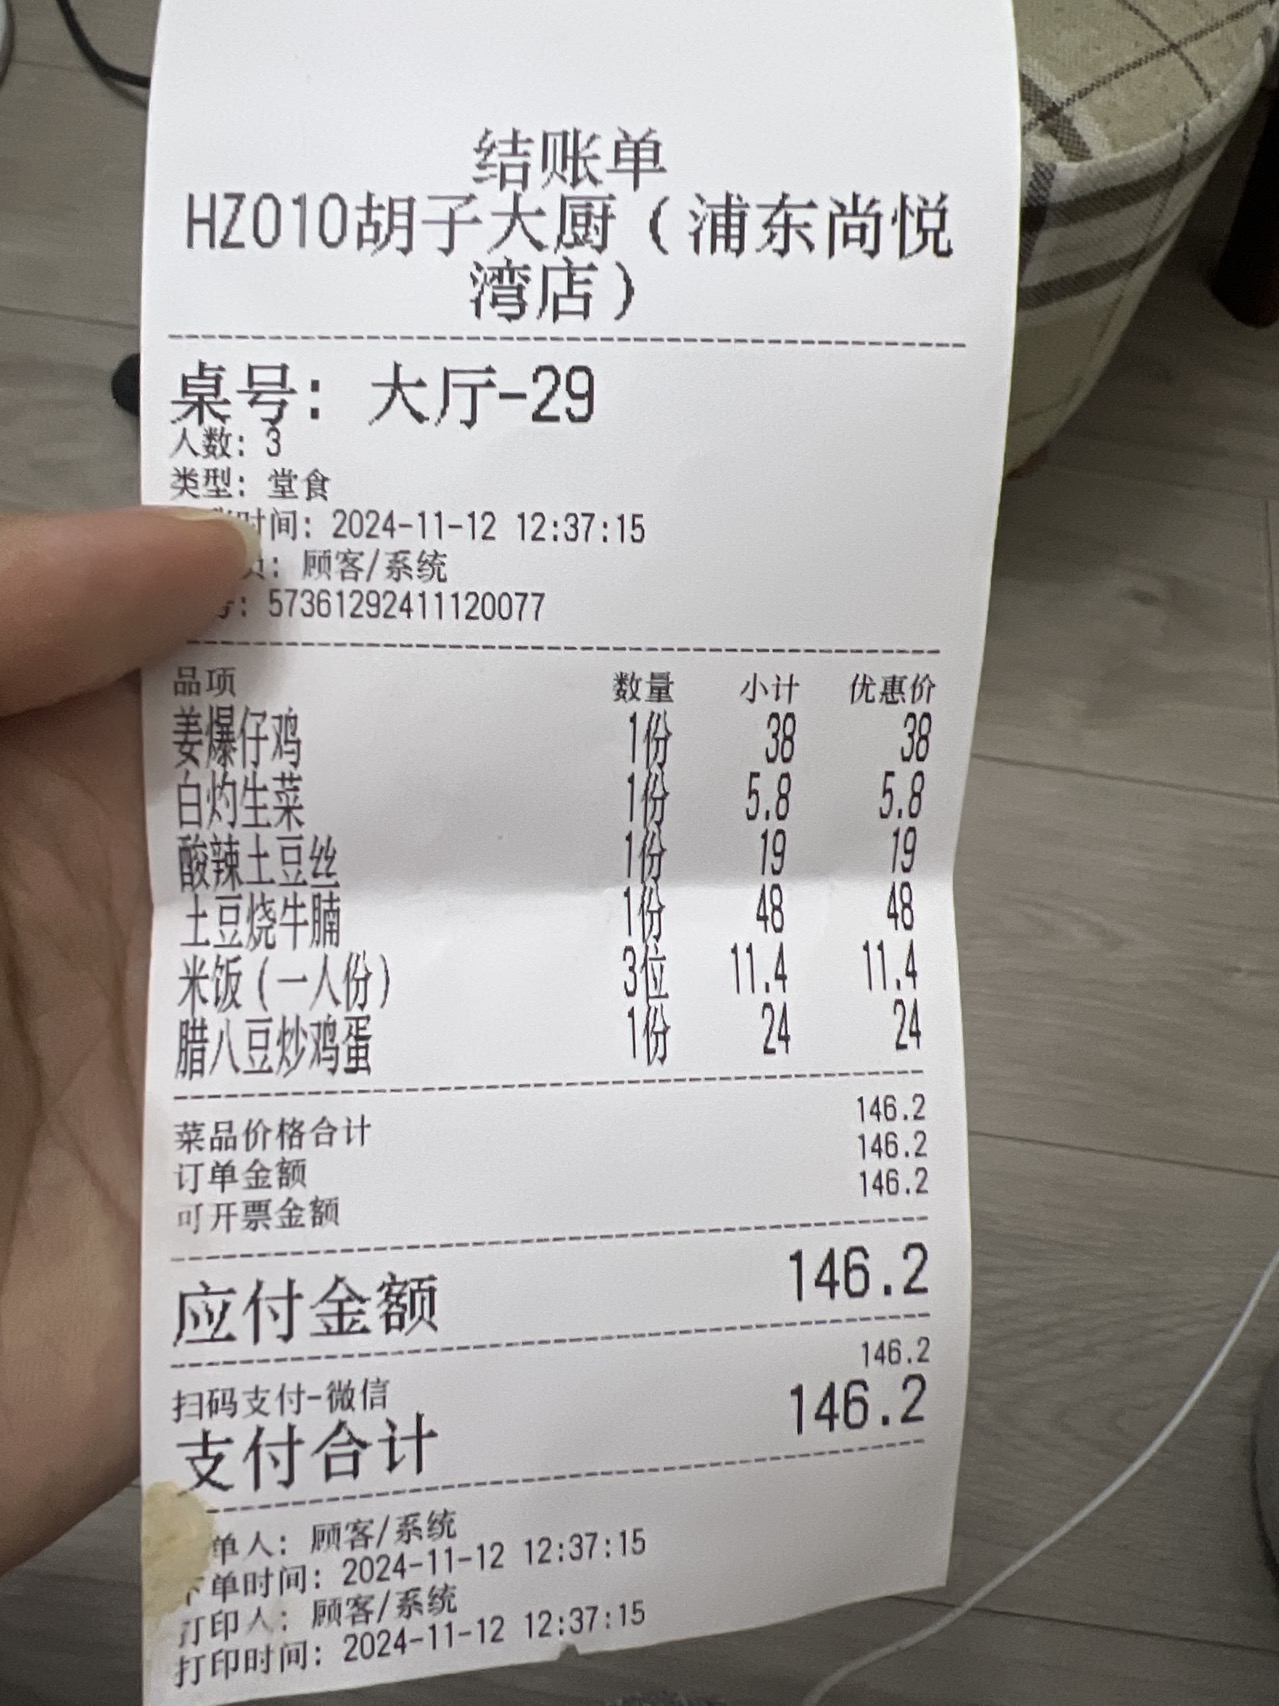 结账单
HZ010胡子大厨（浦东尚悦
湾店）
桌号：大厅-29
人数：3
类型：堂食
时间：2024-11-12 12:37:15
员：顾客/系统
号：57361292411120077
品项 数量 小计 优惠价
姜爆仔鸡 1份 38 38
白灼生菜 1份 5.8 5.8
酸辣土豆丝 1份 19 19
土豆烧牛腩 1份 48 48
米饭（一人份） 3位 11.4 11.4
腊八豆炒鸡蛋 1份 24 24
菜品价格合计 146.2
订单金额 146.2
可开票金额 146.2
应付金额 146.2
扫码支付-微信 146.2
支付合计 146.2
单人：顾客/系统
下单时间：2024-11-12 12:37:15
打印人：顾客/系统
打印时间：2024-11-12 12:37:15